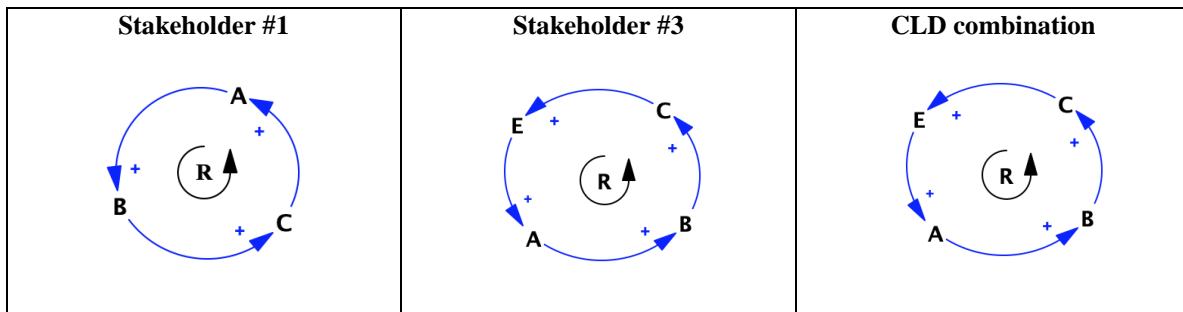 Stakeholder #1
Stakeholder #3
CLD combination
A
+
+
R
B
+
C
C
E
+
+
R
+
+
B
A
C
E
+
+
R
+
+
B
A